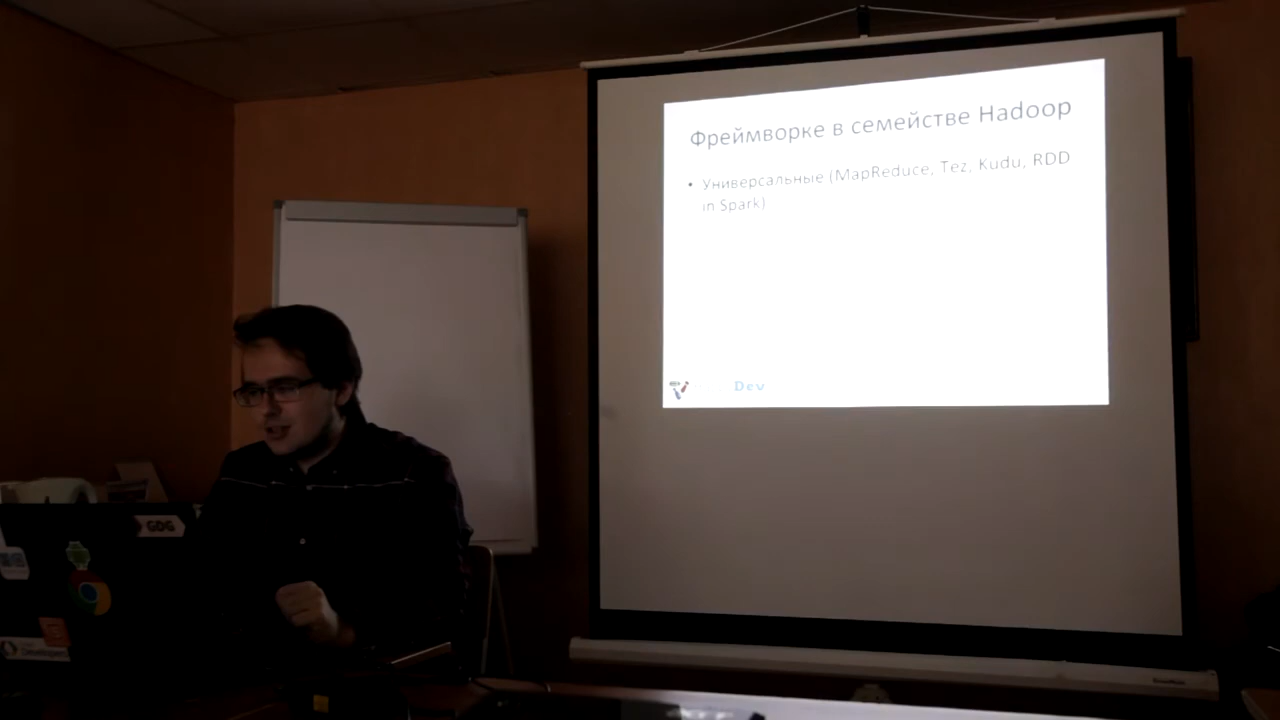 Фреймворке в семействе Hadoop
• Универсальные (MapReduce, Tez, Kudu, RDD
in Spark)
Dev
GDG